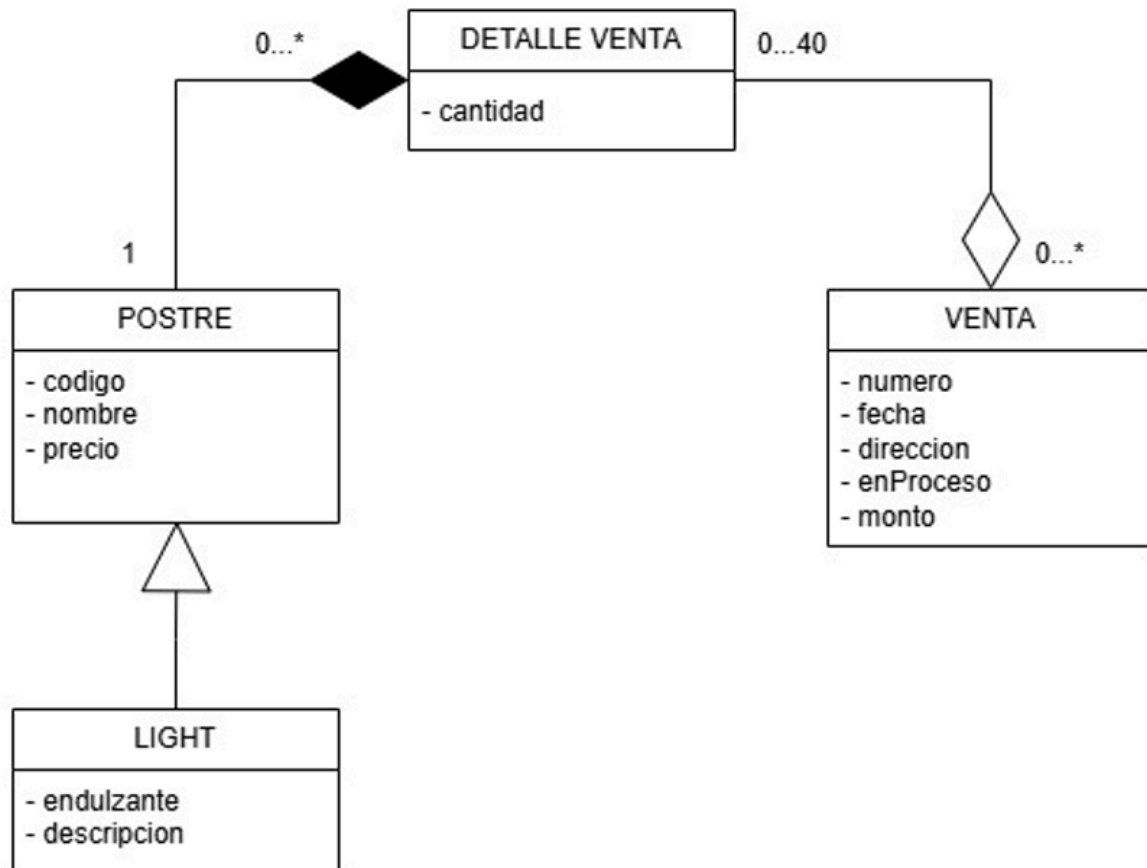 0...*
DETALLE VENTA
0...40
- cantidad
1
0...*
POSTRE
- codigo
- nombre
- precio
VENTA
- numero
- fecha
- direccion
- enProceso
- monto
LIGHT
- endulzante
- descripcion